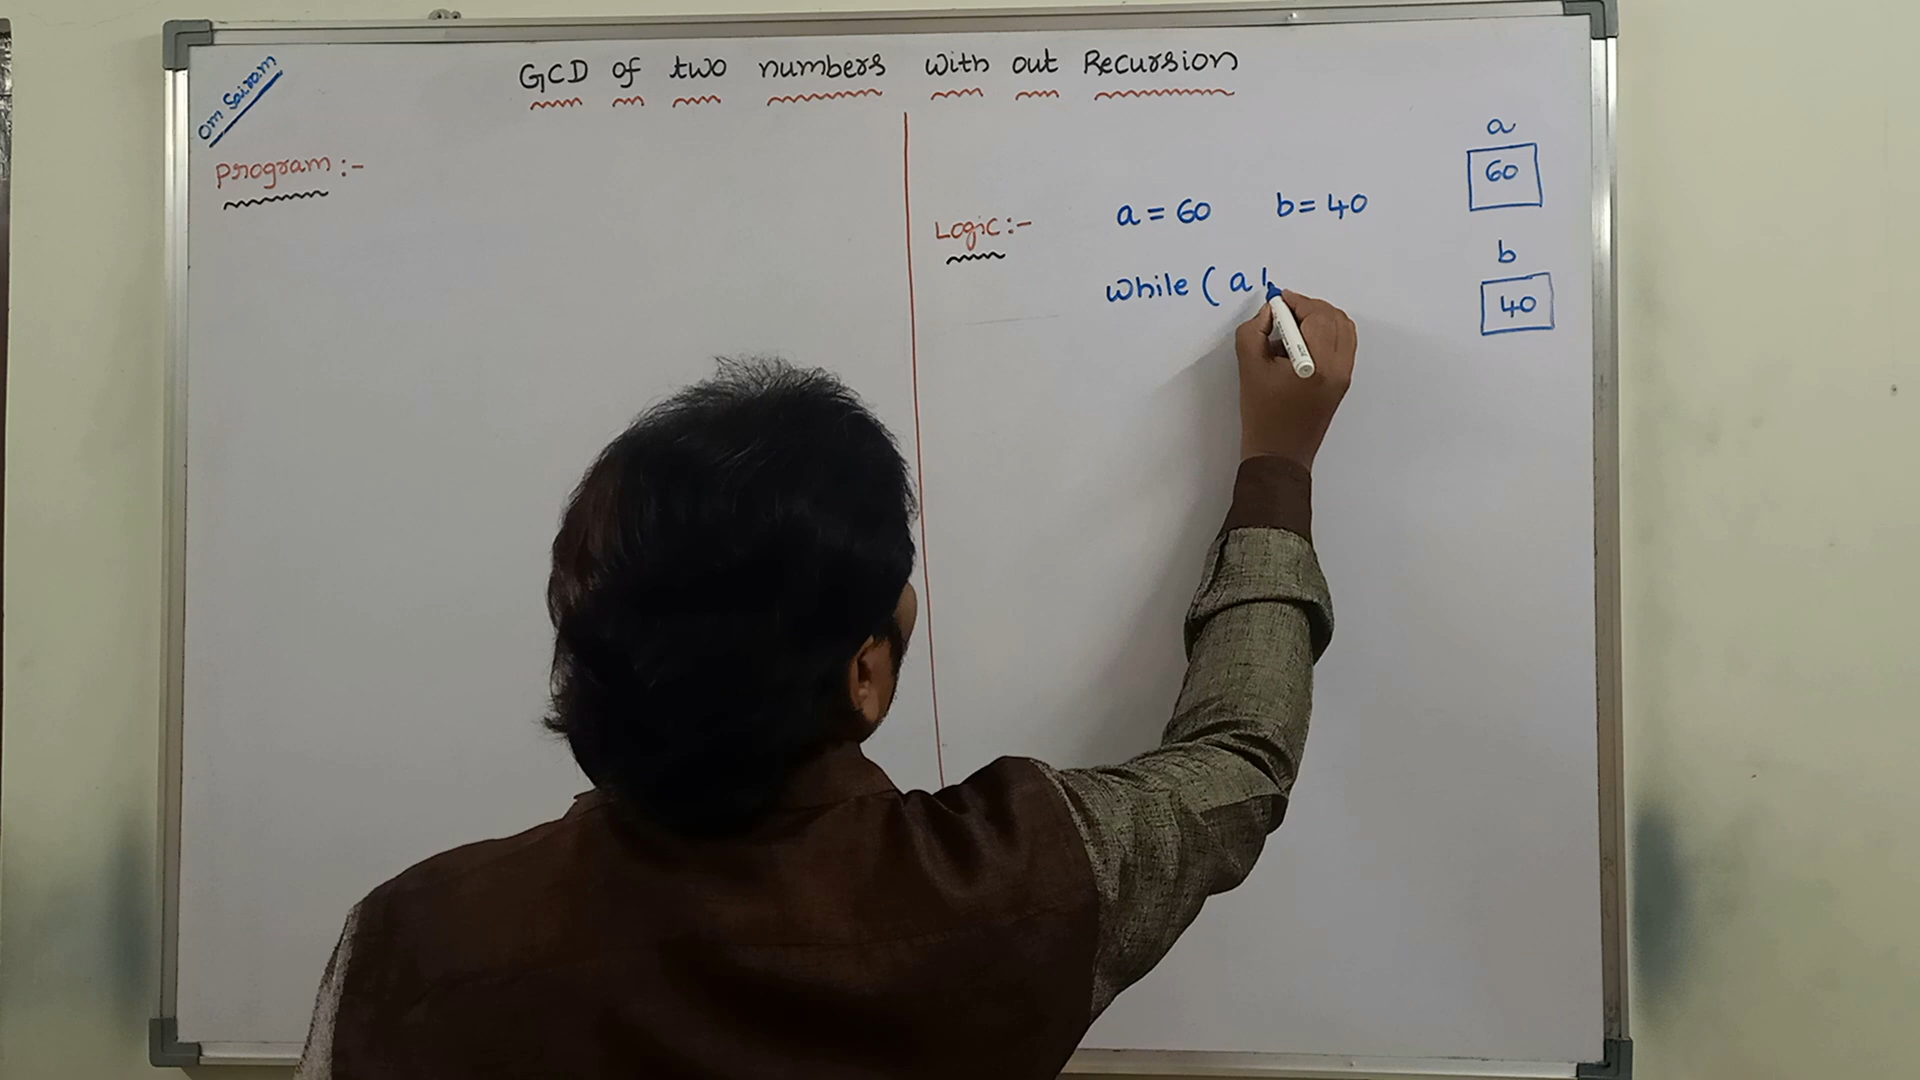 GCD of two numbers with out Recursion
Om Sairam
Program :-
Logic :-
a = 60 b = 40
while ( a !
a
60
b
40